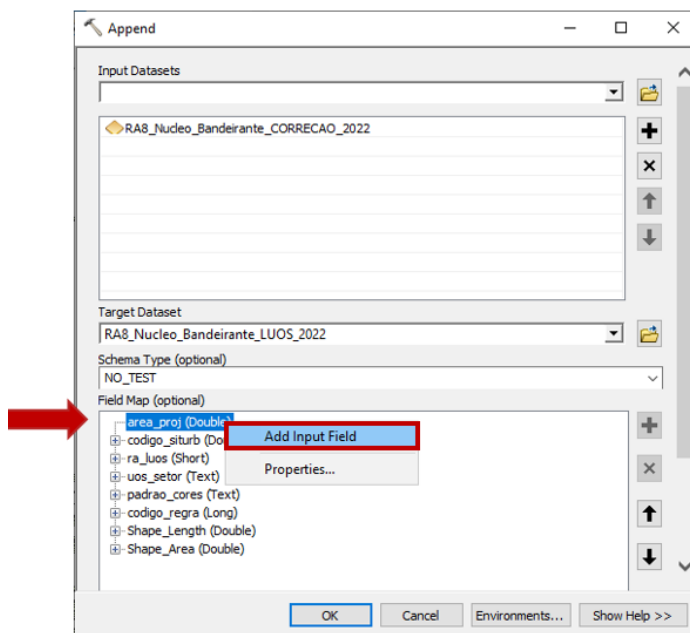 Append
Input Datasets
RA8_Nucleo_Bandeirante_CORRECAO_2022
Target Dataset
RA8_Nucleo_Bandeirante_LUOS_2022
Schema Type (optional)
NO_TEST
Field Map (optional)
area_proj (Double)
codigo_siturb (Do
Add Input Field
ra_luos (Short)
uos_setor (Text)
Properties...
padrao_cores (Text)
codigo_regra (Long)
Shape_Length (Double)
Shape_Area (Double)
OK Cancel Environments... Show Help >>